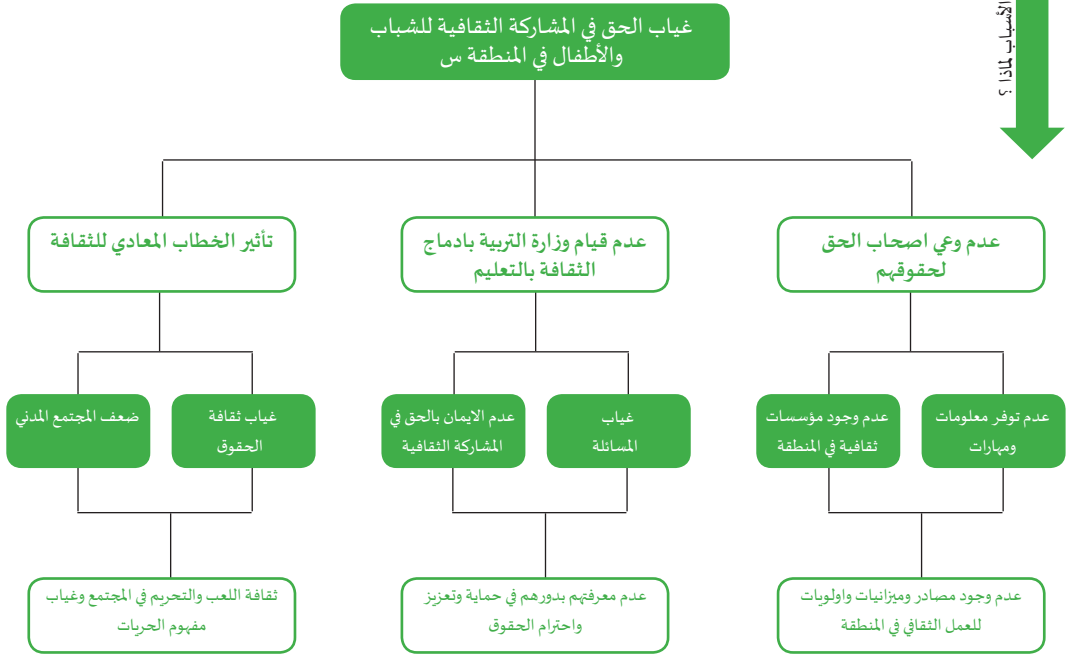 غياب الحق في المشاركة الثقافية للشباب
والأطفال في المنطقة س
الأسباب لماذا ؟
عدم وعي اصحاب الحق
لحقوقهم
عدم قيام وزارة التربية بادماج
الثقافة بالتعليم
تأثير الخطاب المعادي للثقافة
عدم توفر معلومات
ومهارات
عدم وجود مؤسسات
ثقافية في المنطقة
غياب
المسائلة
عدم الايمان بالحق في
المشاركة الثقافية
غياب ثقافة
الحقوق
ضعف المجتمع المدني
عدم وجود مصادر وميزانيات واولويات
للعمل الثقافي في المنطقة
عدم معرفتهم بدورهم في حماية وتعزيز
واحترام الحقوق
ثقافة اللعب والتحريم في المجتمع وغياب
مفهوم الحريات